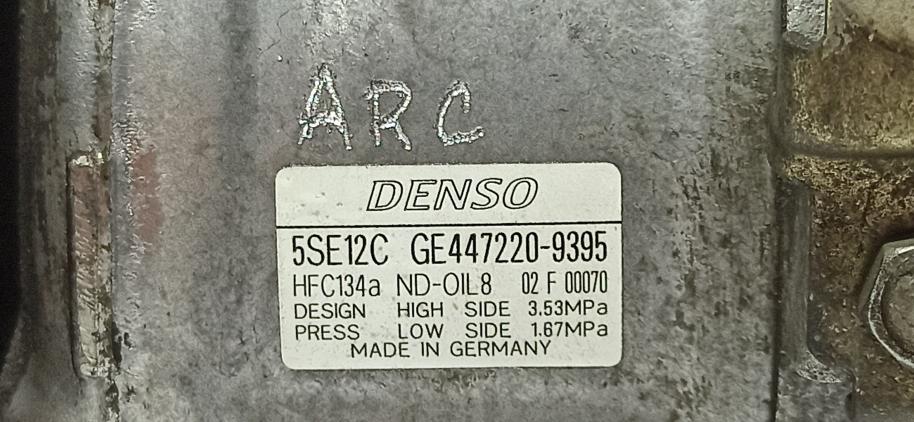 ARC
DENSO
5SE12C GE447220-9395
HFC134a ND-OIL8 02 F 00070
DESIGN HIGH SIDE 3.53MPa
PRESS LOW SIDE 1.67MPa
MADE IN GERMANY